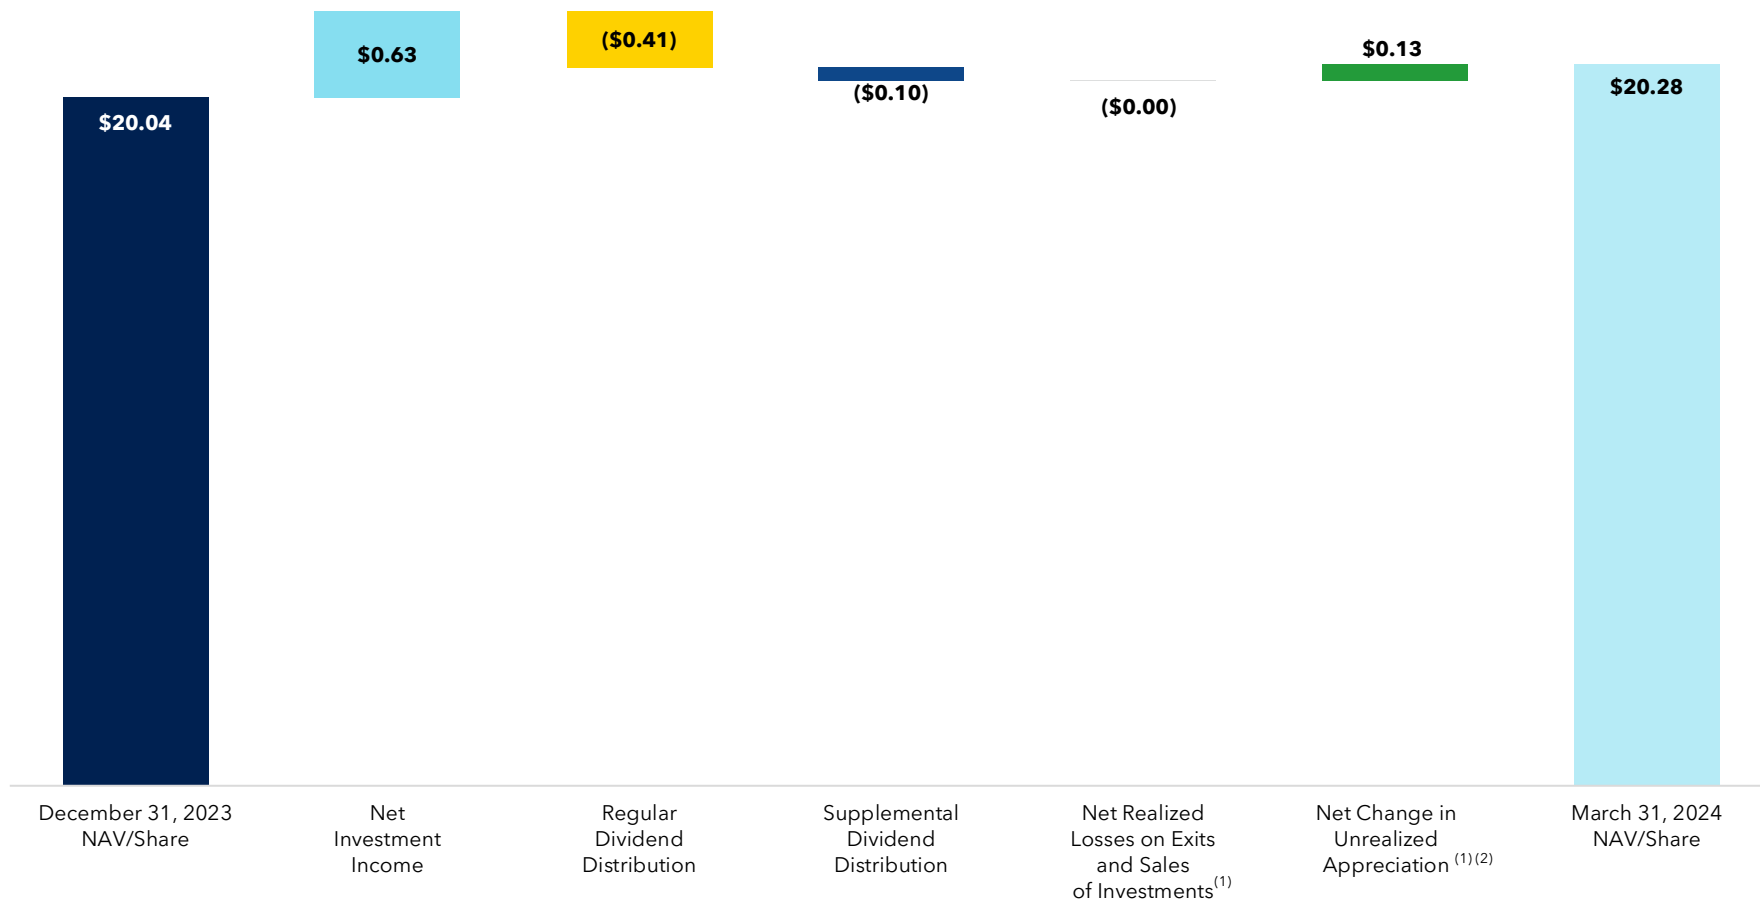 $0.63
($0.41)
($0.10)
($0.00)
$0.13
$20.04
$20.28
December 31, 2023
NAV/Share
Net
Investment
Income
Regular
Dividend
Distribution
Supplemental
Dividend
Distribution
Net Realized
Losses on Exits
and Sales
of Investments(1)
Net Change in
Unrealized
Appreciation (1) (2)
March 31, 2024
NAV/Share